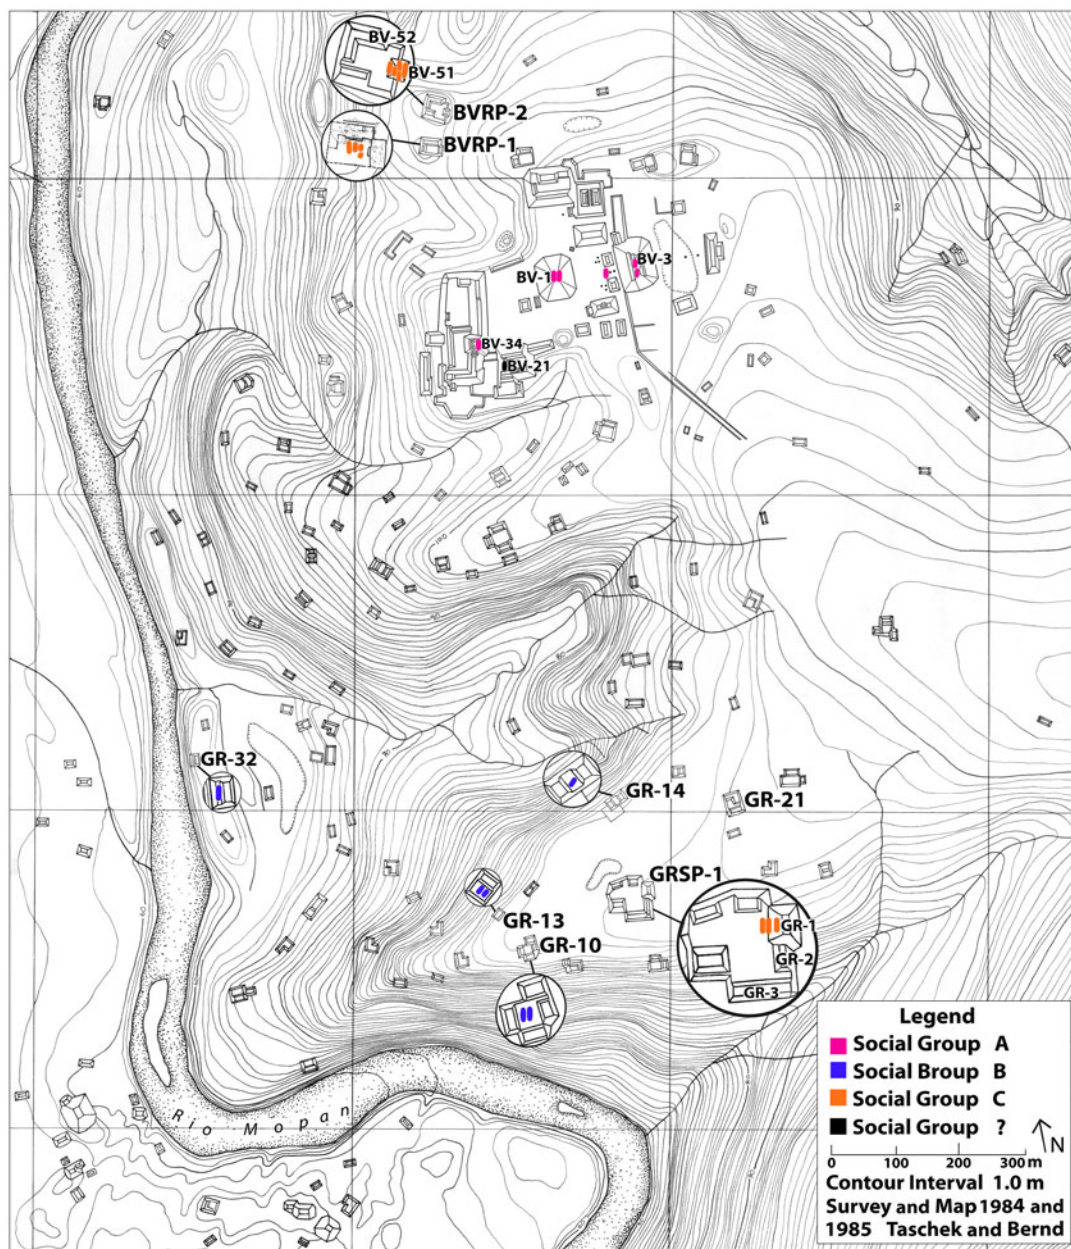 BV-52
BV-51
BVRP-2
BVRP-1
BV-1
BV-3
BV-34
BV-21
100
80
GR-32
GR-14
GR-21
GRSP-1
GR-13
GR-1
GR-10
GR-2
GR-3
Rio Mopan
Legend
Social Group A
Social Broup B
Social Group C
Social Group ?
N
0 100 200 300 m
Contour Interval 1.0 m
Survey and Map 1984 and
1985 Taschek and Bernd